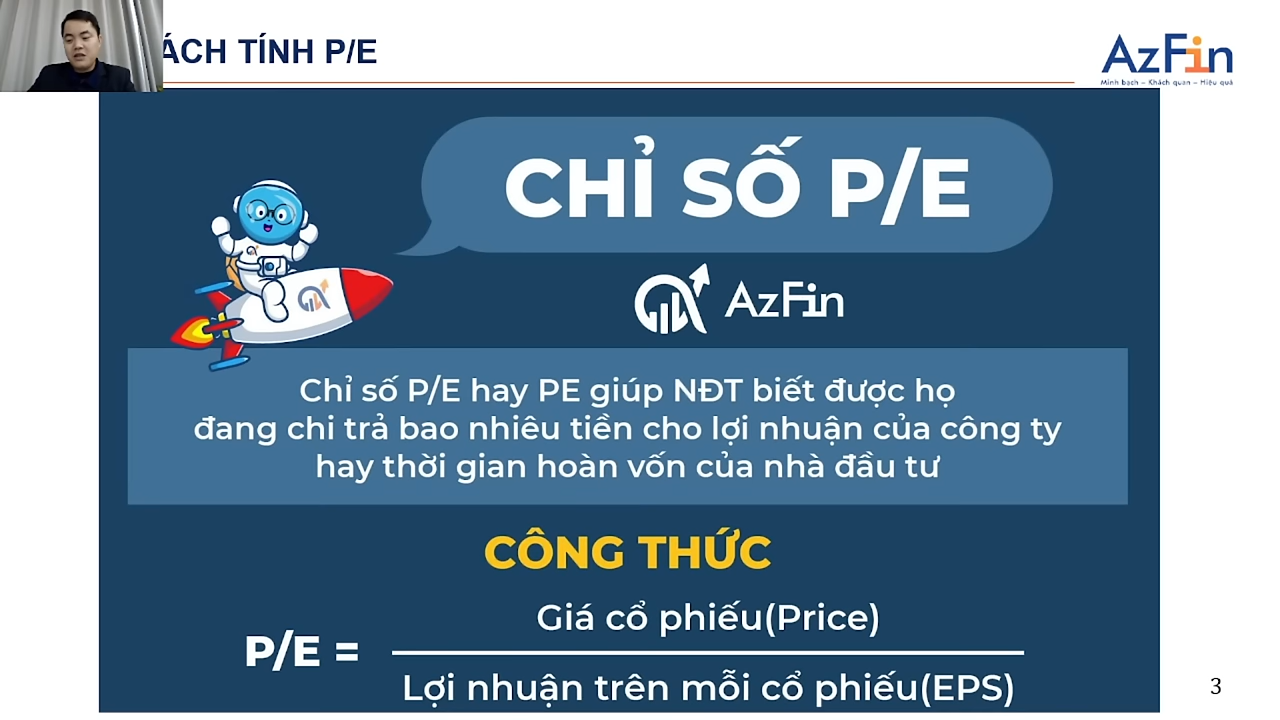 ÁCH TÍNH P/E
AzFin
Minh bạch – Khách quan – Hiệu quả
CHỈ SỐ P/E
AzFin
Chỉ số P/E hay PE giúp NĐT biết được họ
đang chi trả bao nhiêu tiền cho lợi nhuận của công ty
hay thời gian hoàn vốn của nhà đầu tư
CÔNG THỨC
P/E =
Giá cổ phiếu(Price)
Lợi nhuận trên mỗi cổ phiếu(EPS)
3